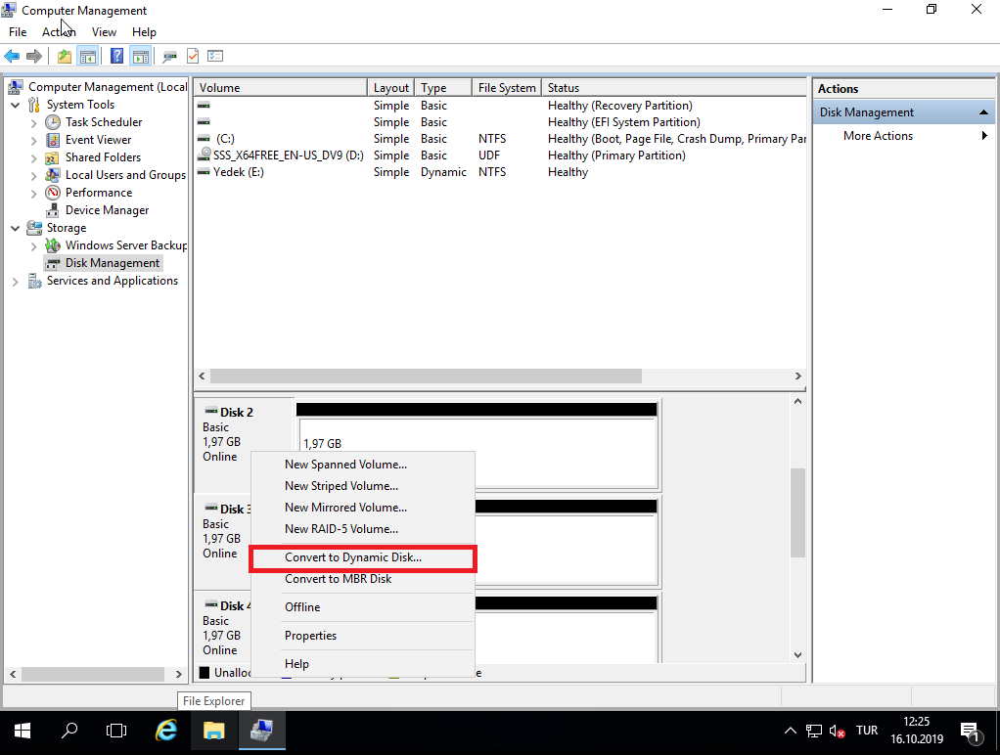 Computer Management
File Action View Help
Computer Management (Local
System Tools
Task Scheduler
Event Viewer
Shared Folders
Local Users and Groups
Performance
Device Manager
Storage
Windows Server Backup
Disk Management
Services and Applications
Volume Layout Type File System Status
Simple Basic Healthy (Recovery Partition)
Simple Basic Healthy (EFI System Partition)
(C:) Simple Basic NTFS Healthy (Boot, Page File, Crash Dump, Primary Par
SSS_X64FREE_EN-US_DV9 (D:) Simple Basic UDF Healthy (Primary Partition)
Yedek (E:) Simple Dynamic NTFS Healthy
Disk 2
Basic
1,97 GB
Online
1,97 GB
Disk 3
Basic
1,97 GB
Online
Disk 4
Basic
1,97 GB
Online
New Spanned Volume...
New Striped Volume...
New Mirrored Volume...
New RAID-5 Volume...
Convert to Dynamic Disk...
Convert to MBR Disk
Offline
Properties
Help
Actions
Disk Management
More Actions
File Explorer
TUR
12:25
16.10.2019
1